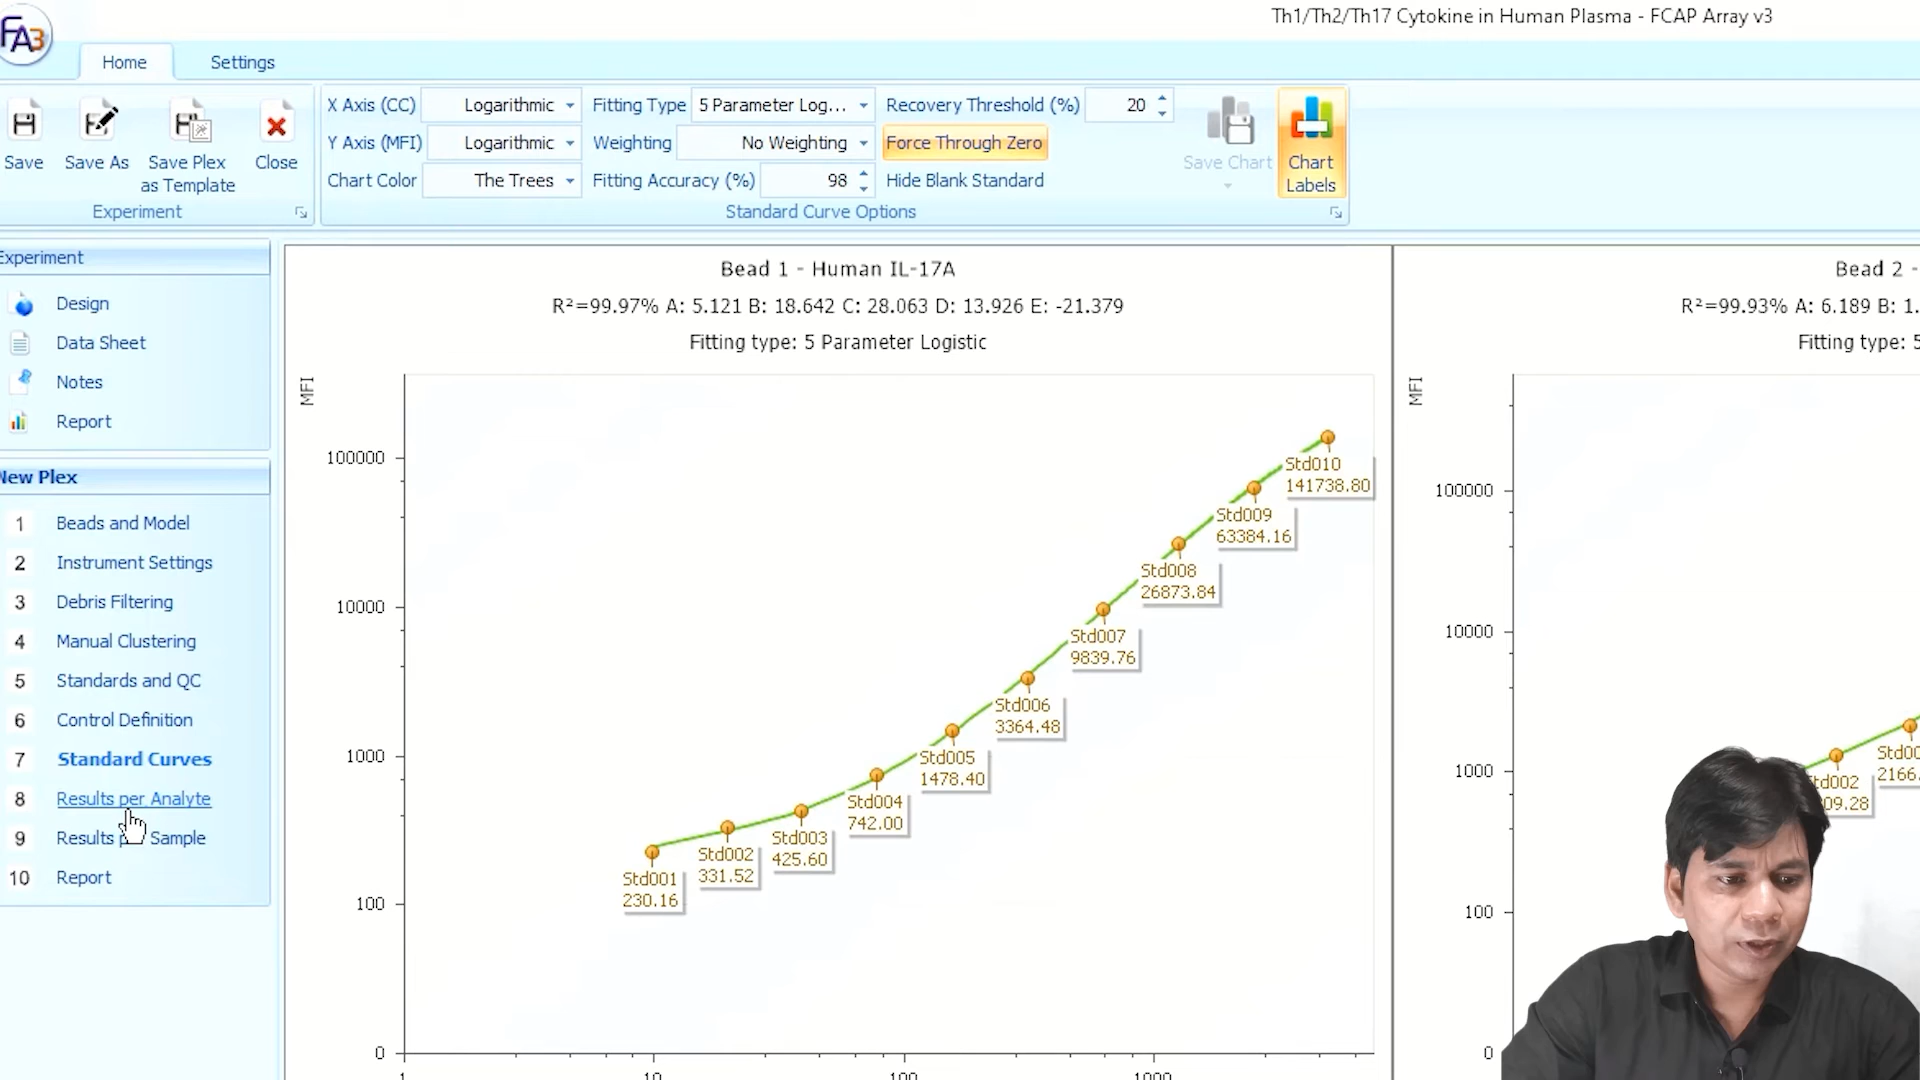 Th1/Th2/Th17 Cytokine in Human Plasma - FCAP Array v3
FA3
Home
Settings
Save
Save As
Save Plex
as Template
Close
Experiment
X Axis (CC)
Logarithmic
Y Axis (MFI)
Logarithmic
Chart Color
The Trees
Fitting Type
5 Parameter Log...
Weighting
No Weighting
Fitting Accuracy (%)
98
Recovery Threshold (%)
20
Force Through Zero
Hide Blank Standard
Standard Curve Options
Save Chart
Chart
Labels
Experiment
Design
Data Sheet
Notes
Report
New Plex
1 Beads and Model
2 Instrument Settings
3 Debris Filtering
4 Manual Clustering
5 Standards and QC
6 Control Definition
7 Standard Curves
8 Results per Analyte
9 Results p Sample
10 Report
Bead 1 - Human IL-17A
R²=99.97% A: 5.121 B: 18.642 C: 28.063 D: 13.926 E: -21.379
Fitting type: 5 Parameter Logistic
MFI
100000
10000
1000
100
0
1
10
100
1000
Std001
230.16
Std002
331.52
Std003
425.60
Std004
742.00
Std005
1478.40
Std006
3364.48
Std007
9839.76
Std008
26873.84
Std009
63384.16
Std010
141738.80
Bead 2 -
R²=99.93% A: 6.189 B: 1.
Fitting type: 5
MFI
100000
10000
1000
100
0
td002
09.28
Std00
2166.